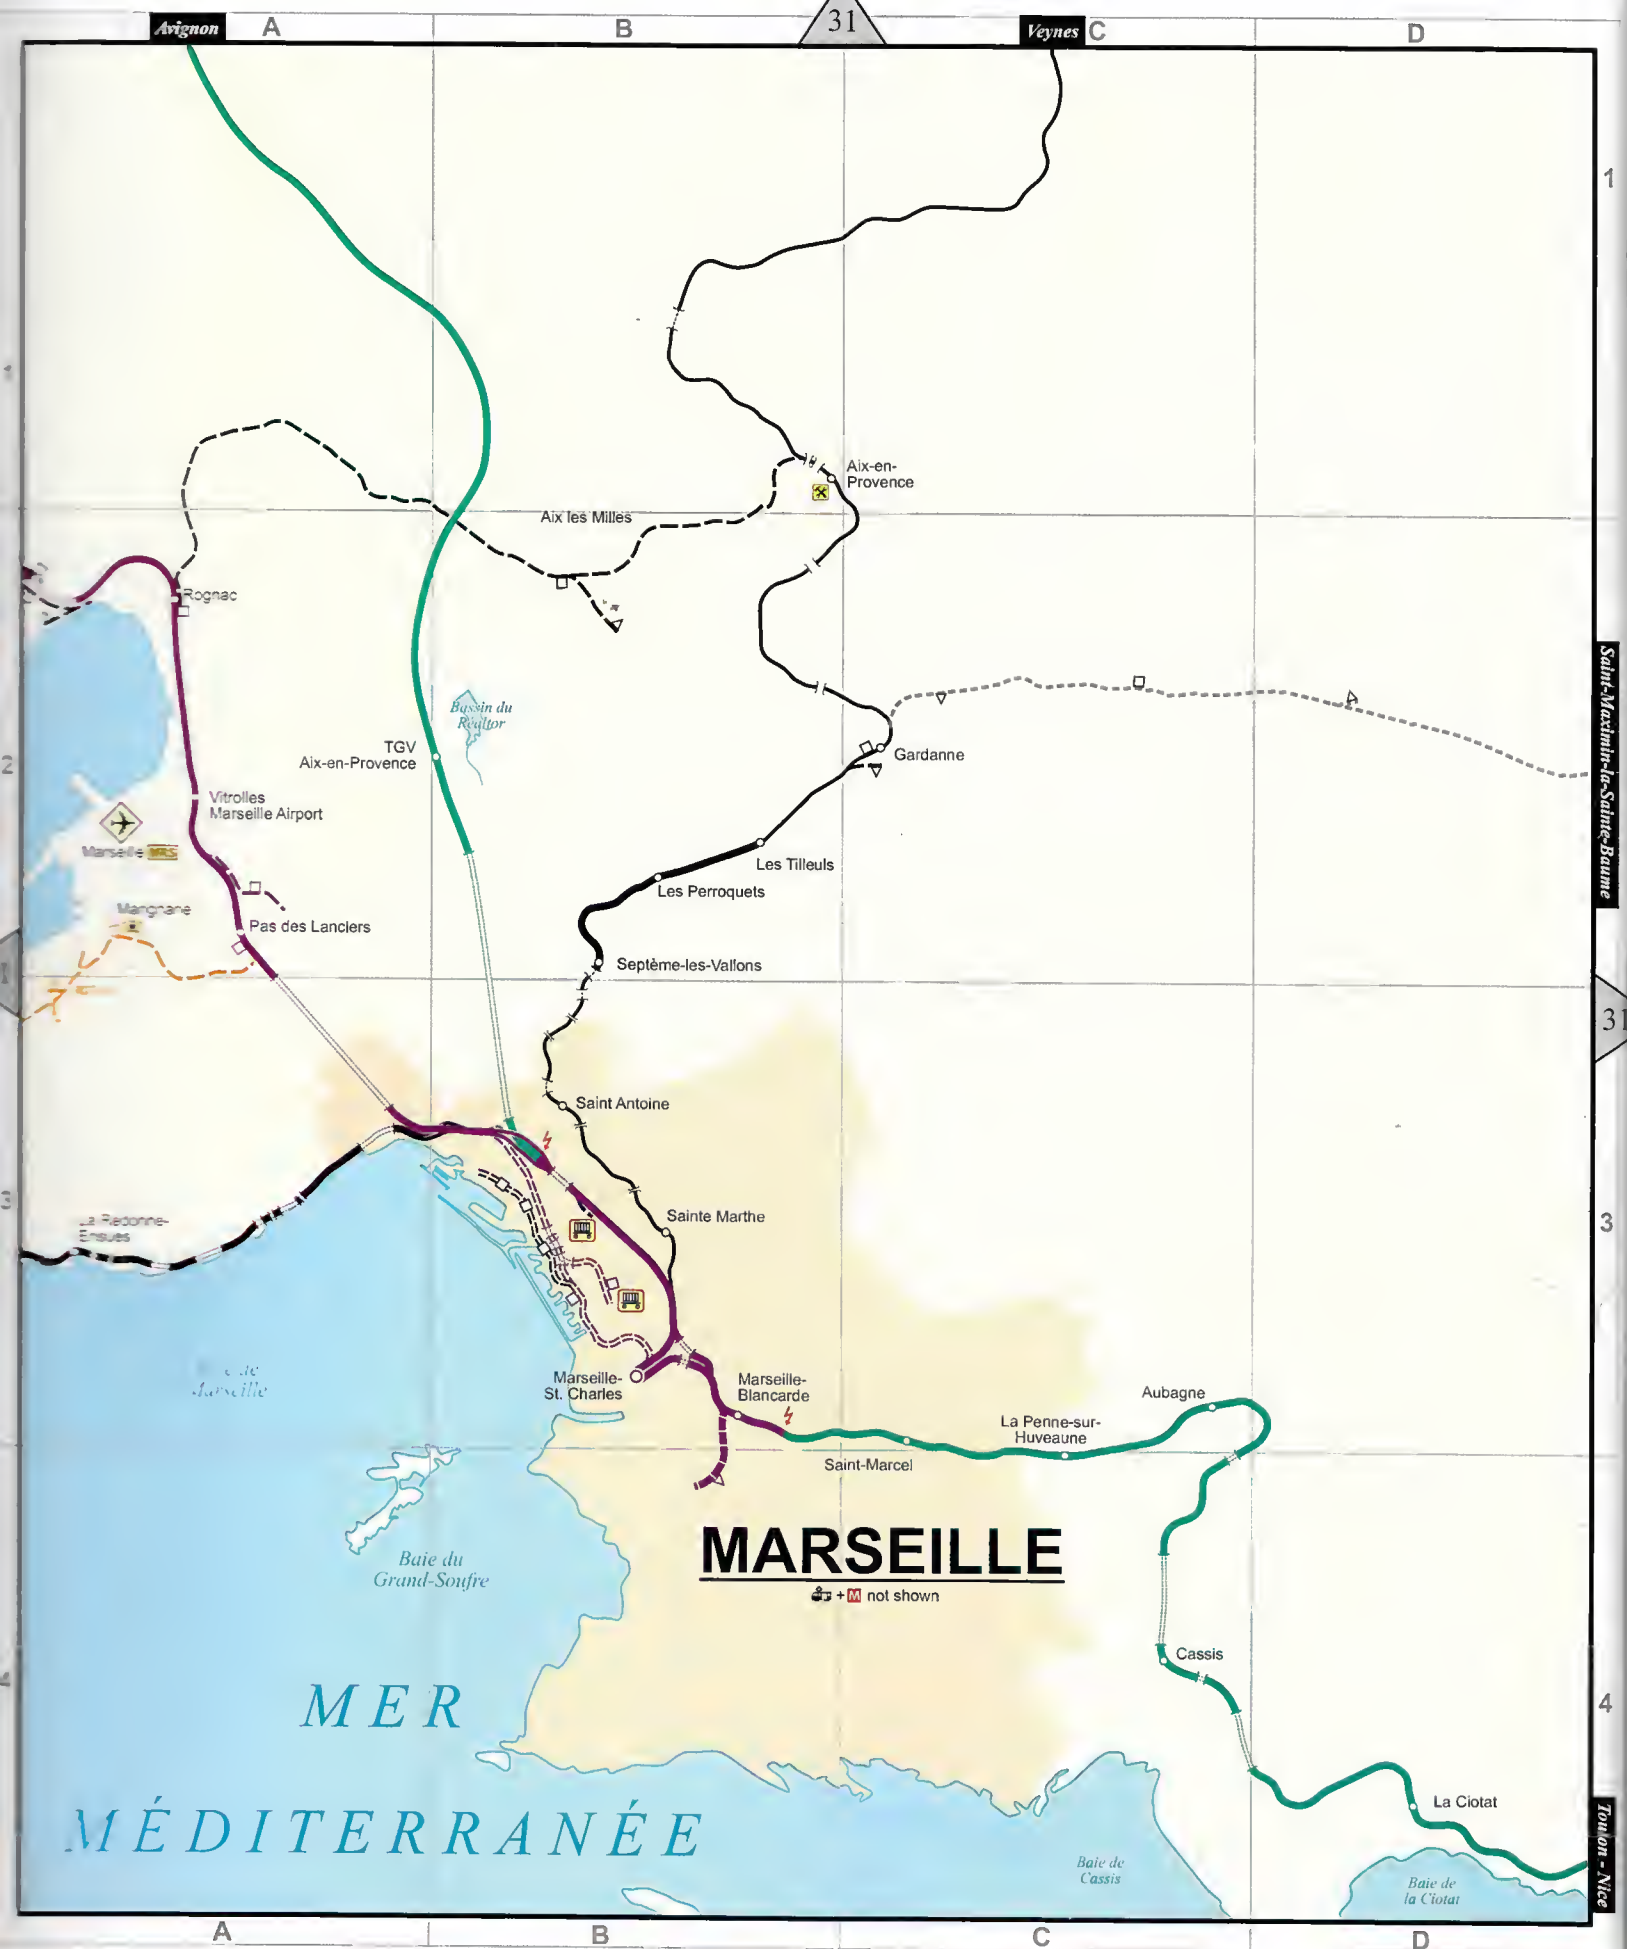 31
Avignon
A
B
Veynes
C
D
1
1
Aix-en-
Provence
Aix les Milles
Rognac
Bassin du
Réaltor
TGV
Aix-en-Provence
Gardanne
Saint-Maximin-la-Sainte-Baume
2
Vitrolles
Marseille Airport
Marseille MRS
Les Tilleuls
Les Perroquets
Marignane
Pas des Lanciers
Septème-les-Vallons
31
Saint Antoine
3
3
La Redonne-
Ensues
Sainte Marthe
Marseille-
St. Charles
Marseille-
Blancarde
Aubagne
La Penne-sur-
Huveaune
Saint-Marcel
MARSEILLE
+ M not shown
Baie du
Grand-Soufre
Cassis
MER
4
4
MÉDITERRANÉE
La Ciotat
Toulon - Nice
Baie de
Cassis
Baie de
la Ciotat
A
B
C
D